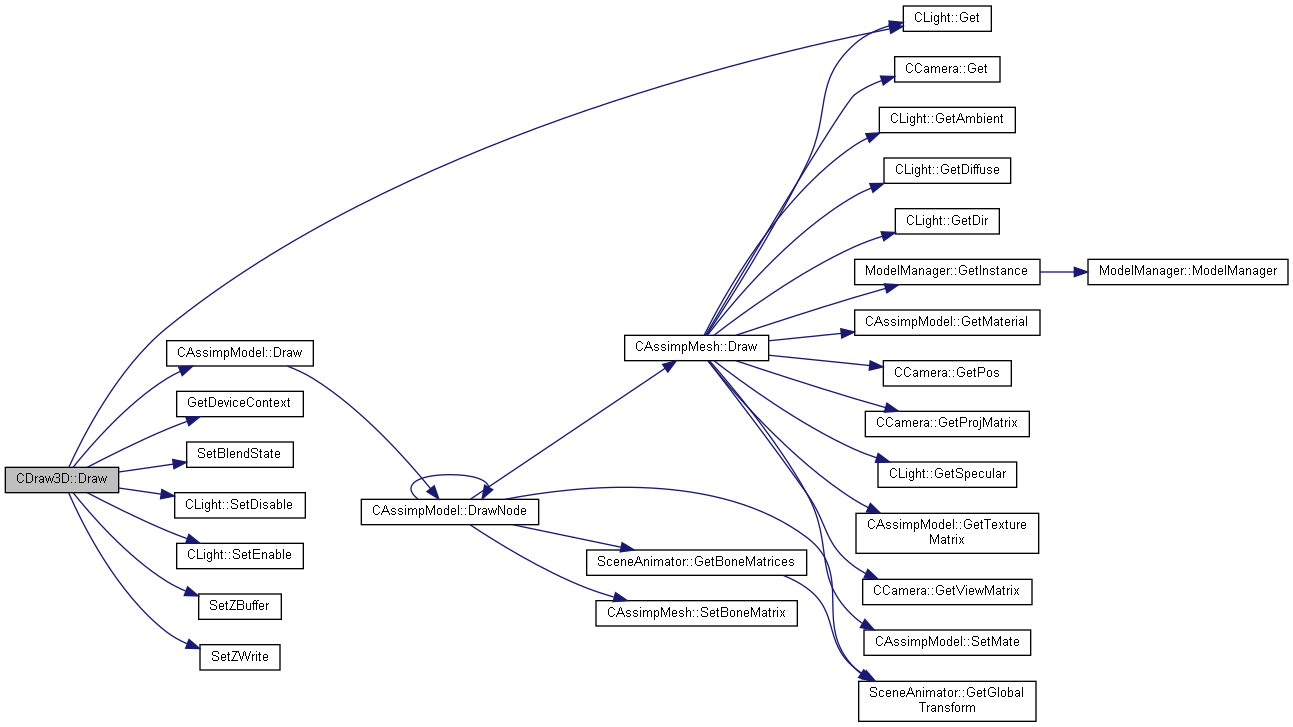 CDraw3D::Draw
CAssimpModel::Draw
GetDeviceContext
SetBlendState
CLight::SetDisable
CLight::SetEnable
SetZBuffer
SetZWrite
CAssimpModel::DrawNode
CAssimpMesh::Draw
SceneAnimator::GetBoneMatrices
CAssimpMesh::SetBoneMatrix
CLight::Get
CCamera::Get
CLight::GetAmbient
CLight::GetDiffuse
CLight::GetDir
ModelManager::GetInstance
CAssimpModel::GetMaterial
CCamera::GetPos
CCamera::GetProjMatrix
CLight::GetSpecular
CAssimpModel::GetTexture
Matrix
CCamera::GetViewMatrix
CAssimpModel::SetMate
SceneAnimator::GetGlobal
Transform
ModelManager::ModelManager